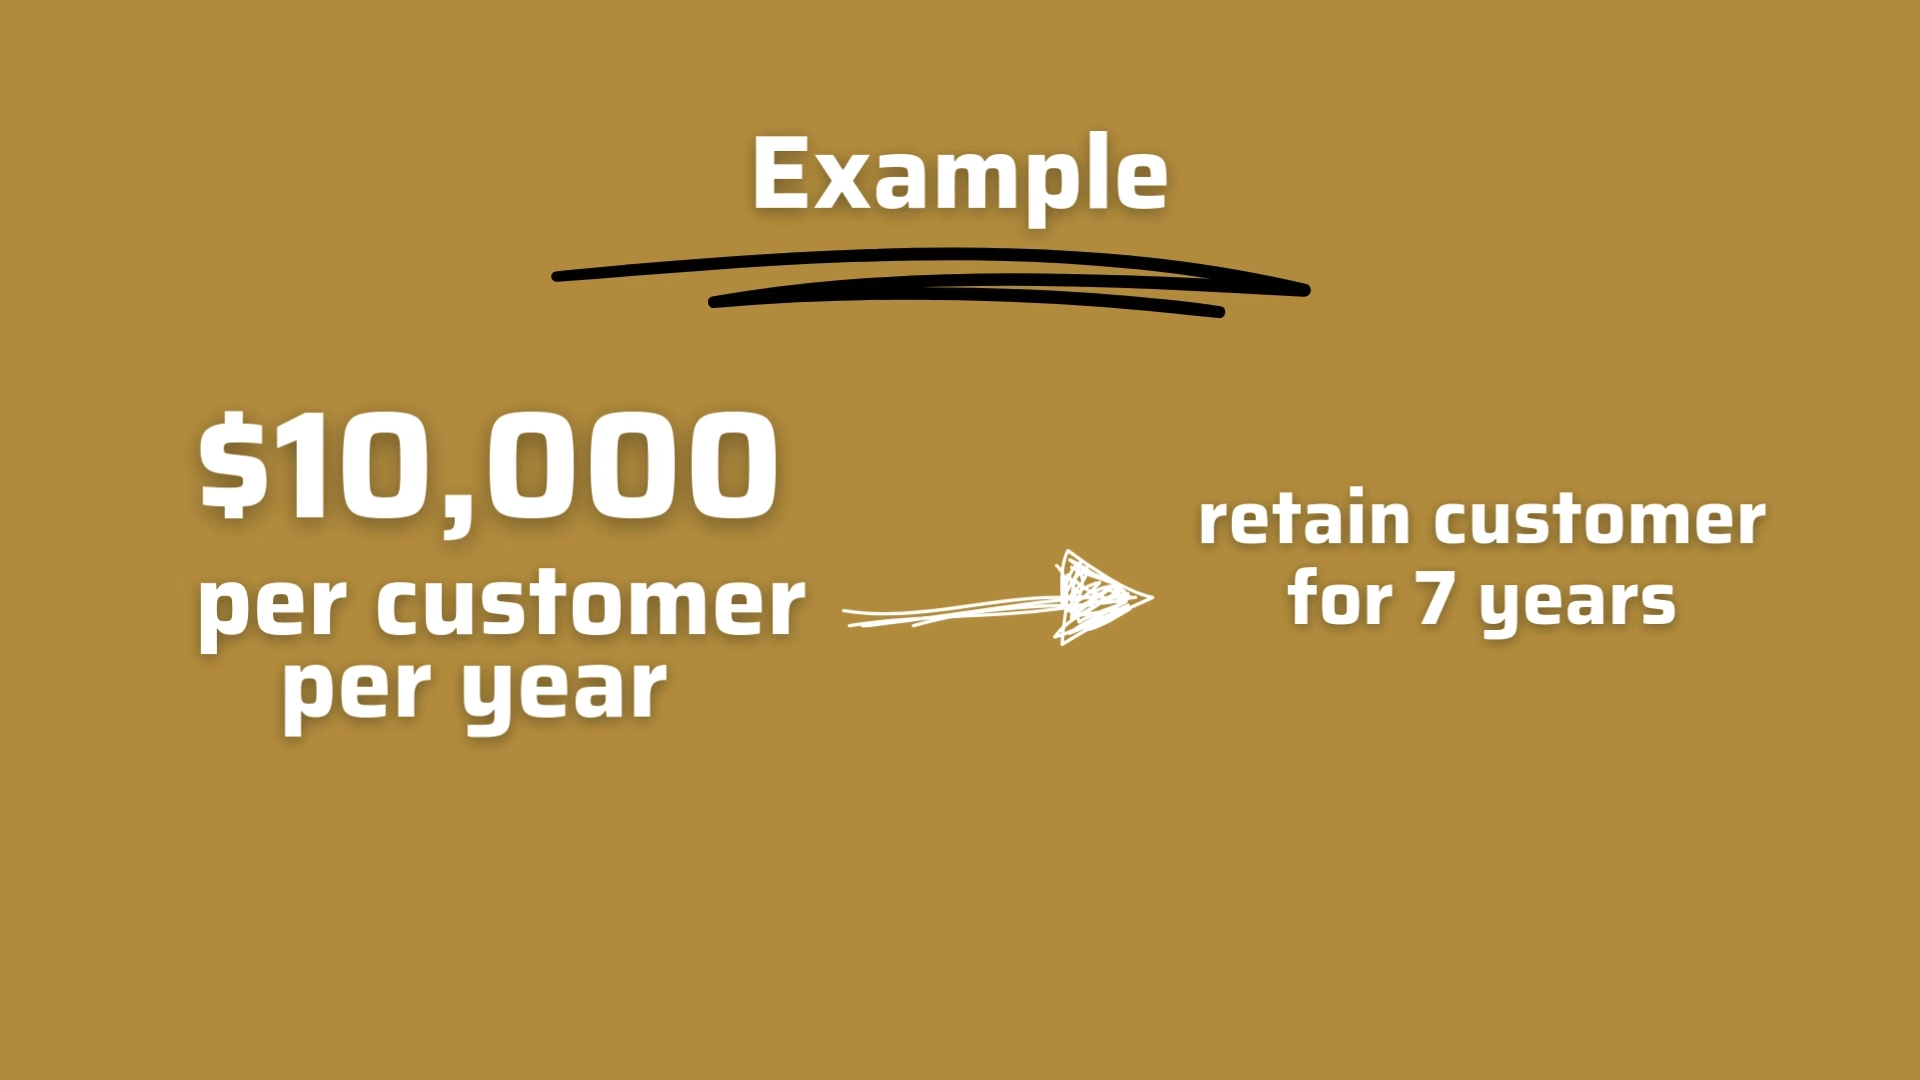 Example
$10,000
per customer
per year
retain customer
for 7 years